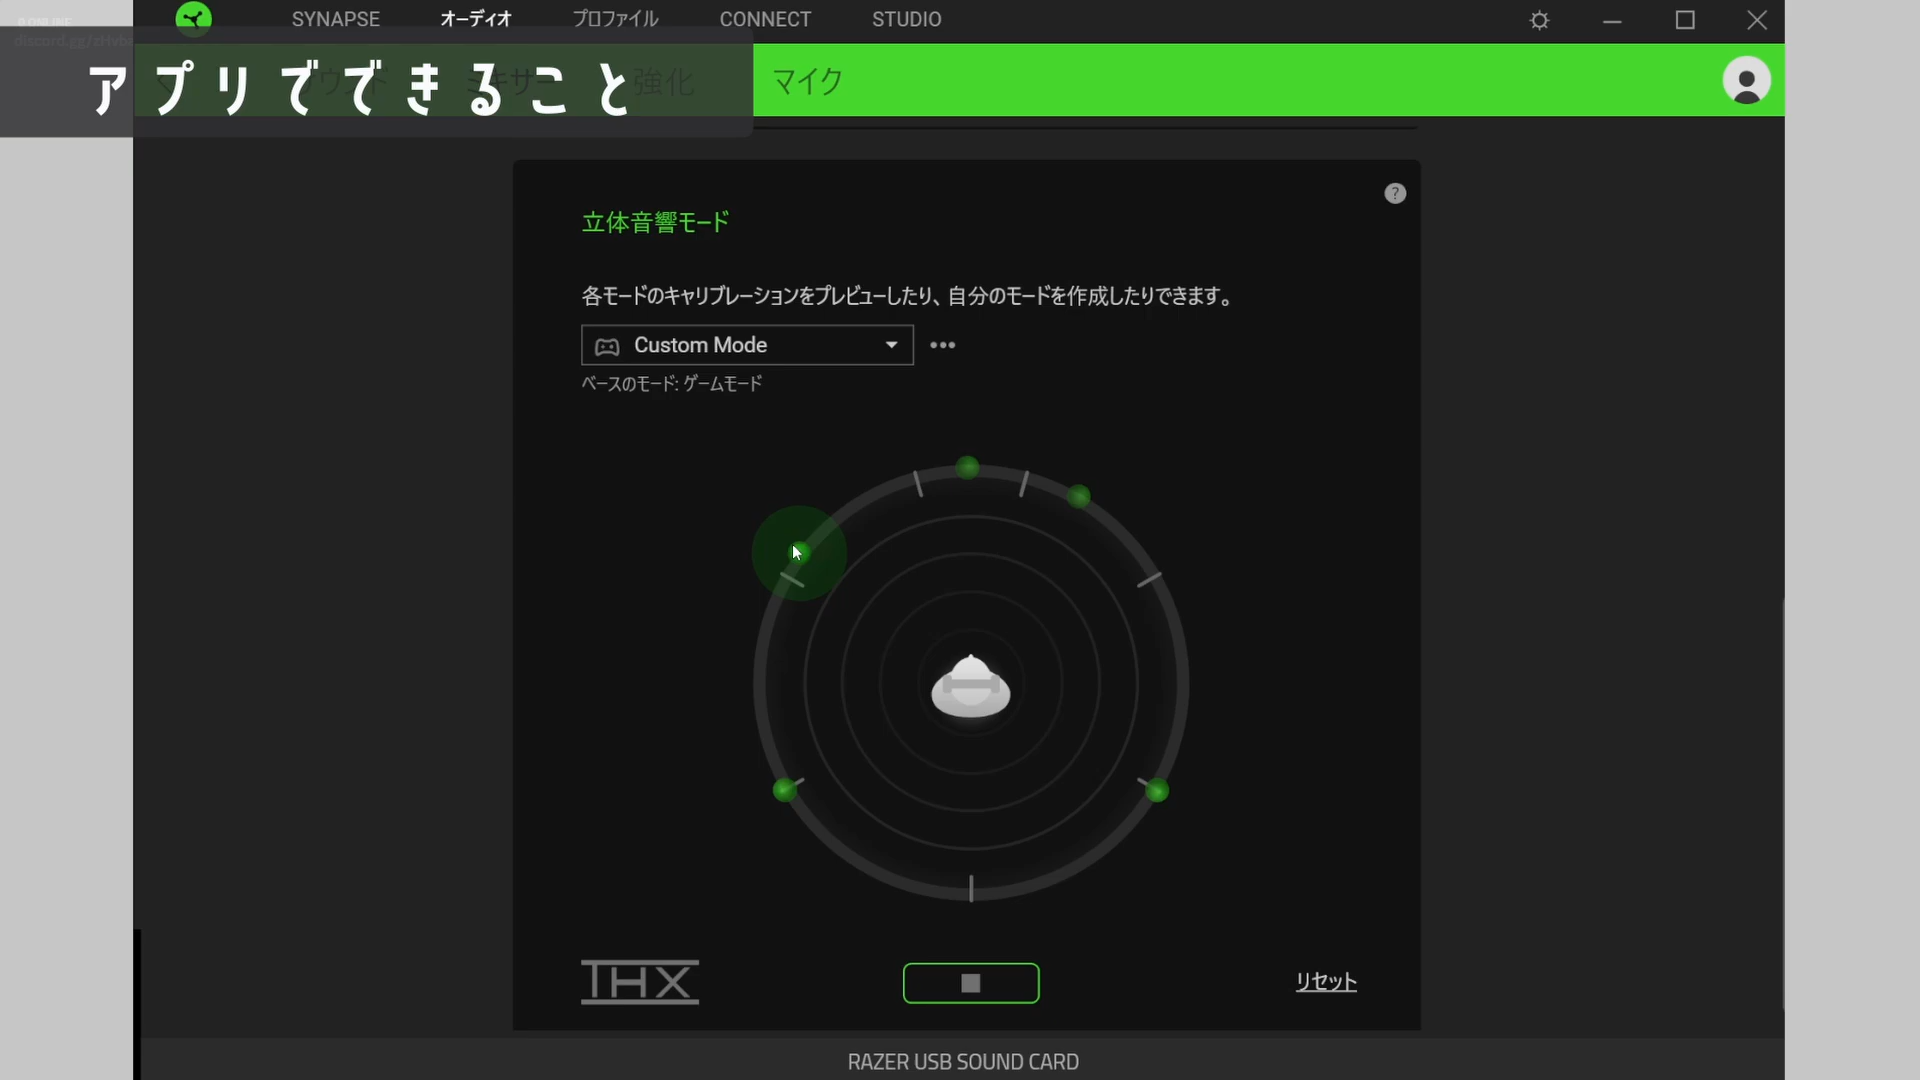 SYNAPSE オーディオ プロファイル CONNECT STUDIO
アプリでできること
マイク
?
立体音響モード
各モードのキャリブレーションをプレビューしたり、自分のモードを作成したりできます。
Custom Mode
ベースのモード: ゲームモード
THX
リセット
RAZER USB SOUND CARD